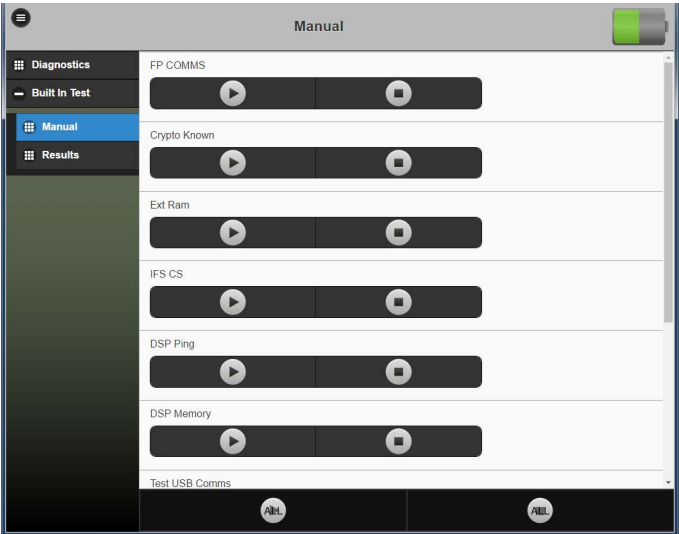 Manual
Diagnostics
Built In Test
Manual
Results
FP COMMS
Crypto Known
Ext Ram
IFS CS
DSP Ping
DSP Memory
Test USB Comms
ALL
ALL